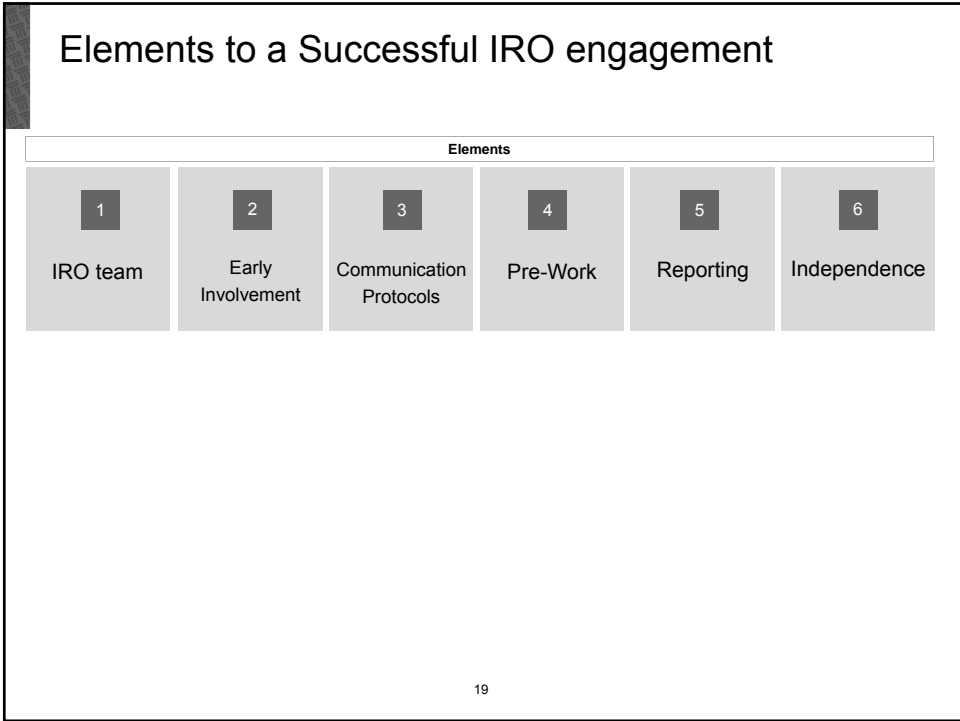 Elements to a Successful IRO engagement
Elements
1
IRO team
2
Early
Involvement
3
Communication
Protocols
4
Pre-Work
5
Reporting
6
Independence
19